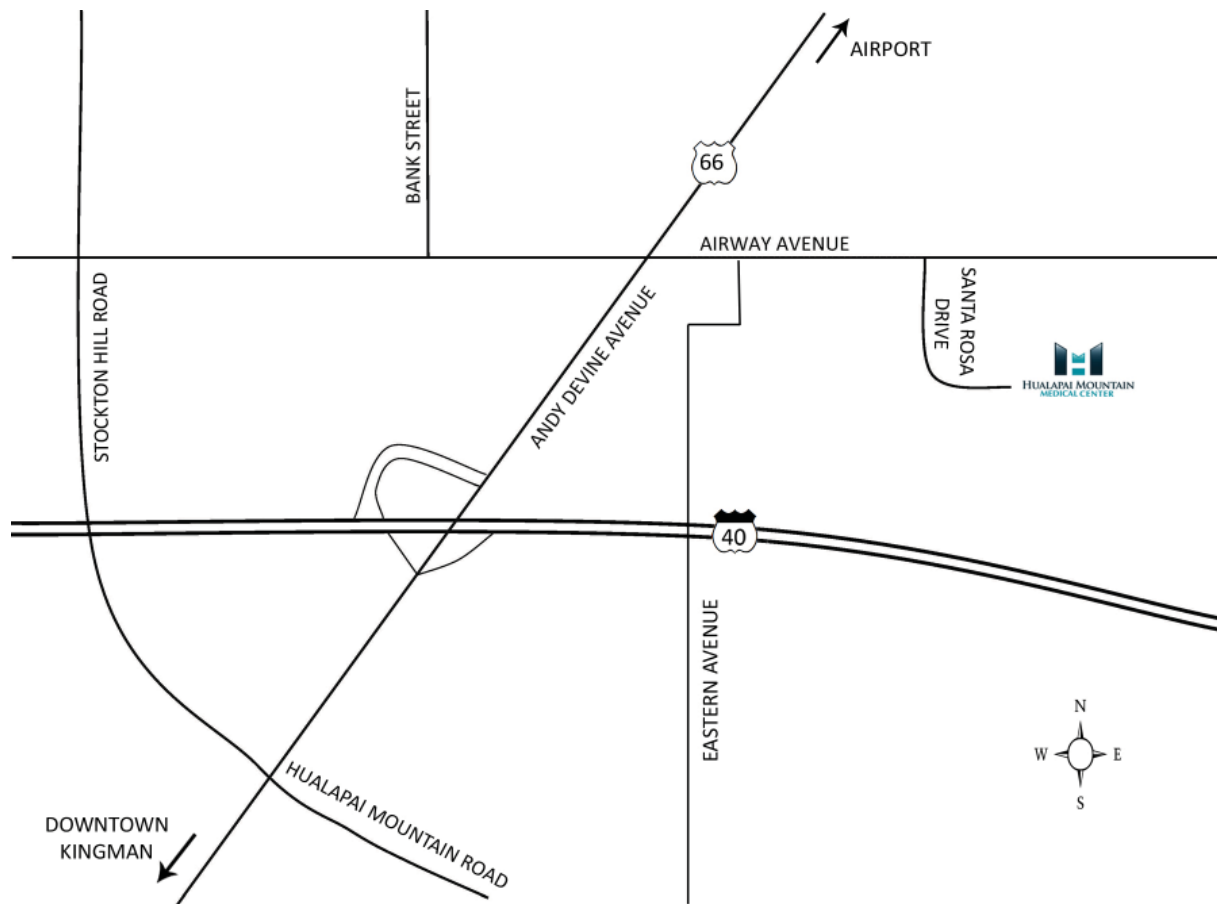 AIRPORT
BANK STREET
66
AIRWAY AVENUE
STOCKTON HILL ROAD
ANDY DEVINE AVENUE
SANTA ROSA
DRIVE
HUALAPAI MOUNTAIN
MEDICAL CENTER
40
EASTERN AVENUE
N
W
E
S
HUALAPAI MOUNTAIN ROAD
DOWNTOWN
KINGMAN